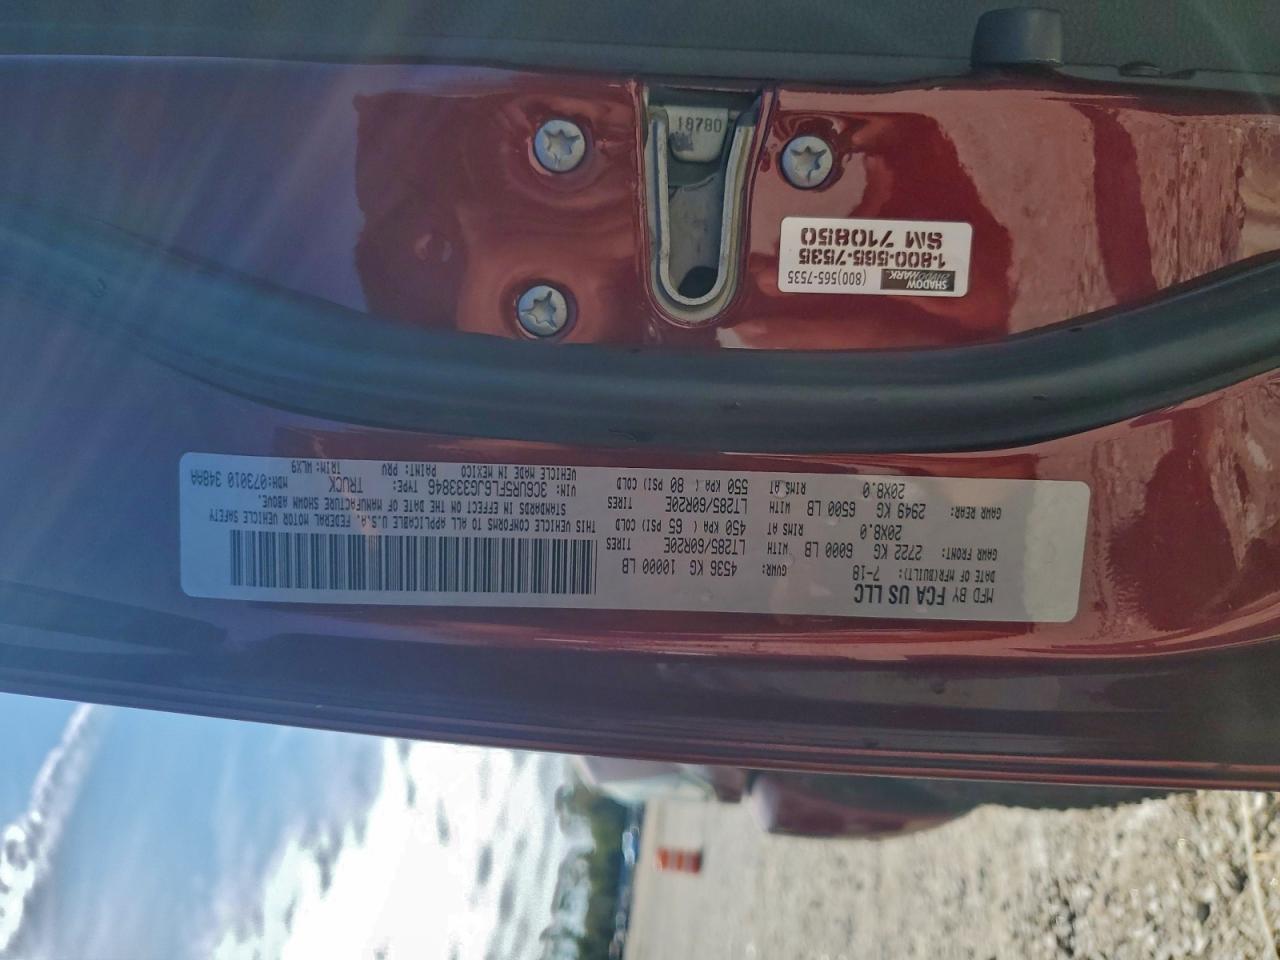 MFD BY FCA US LLC
DATE OF MFR(BUILT): 7-18
GVWR: 4536 KG 10000 LB
GAWR FRONT: 2722 KG 6000 LB WITH LT285/60R20E TIRES
20X8.0 RIMS AT 450 KPA ( 65 PSI) COLD
GAWR REAR: 2949 KG 6500 LB WITH LT285/60R20E TIRES
20X8.0 RIMS AT 550 KPA ( 80 PSI) COLD
THIS VEHICLE CONFORMS TO ALL APPLICABLE U.S.A. FEDERAL MOTOR VEHICLE SAFETY
STANDARDS IN EFFECT ON THE DATE OF MANUFACTURE SHOWN ABOVE.
VIN: 3C6UR5FL6JG333846 TYPE: TRUCK MDH:073010 348AA
VEHICLE MADE IN MEXICO PAINT: PRV TRIM: WLX9
SHADOW
MARK
(800)565-7535
1-800-565-7535
SM 710850
18780